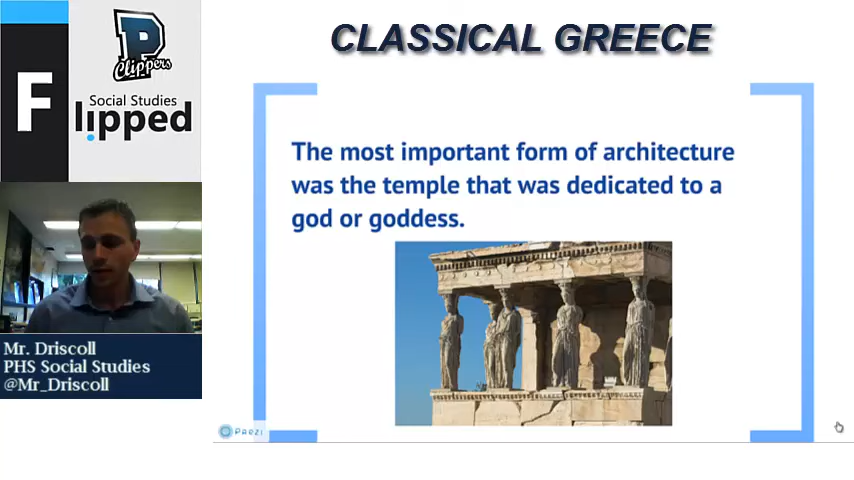 CLASSICAL GREECE
P
Clippers
F
Social Studies
flipped
The most important form of architecture
was the temple that was dedicated to a
god or goddess.
Mr. Driscoll
PHS Social Studies
@Mr_Driscoll
PREZI